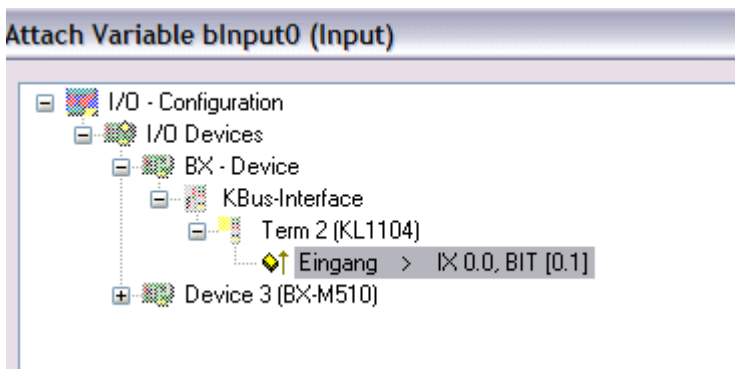 Attach Variable bInput0 (Input)
I/O - Configuration
I/O Devices
BX - Device
KBus-Interface
Term 2 (KL1104)
Eingang > IX 0.0, BIT [0.1]
Device 3 (BX-M510)